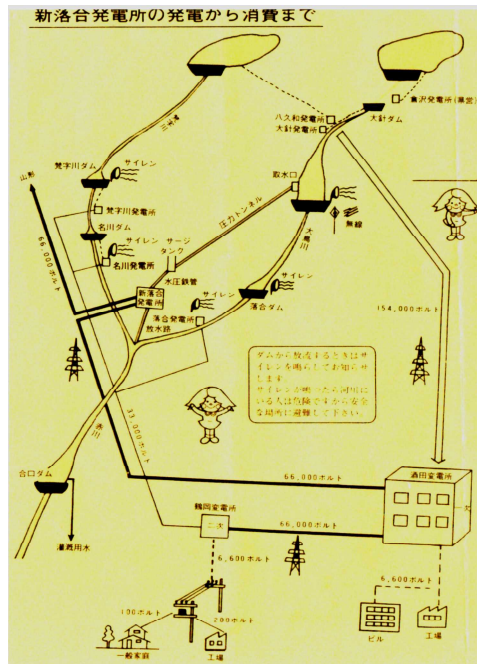 新落合発電所の発電から消費まで
倉沢発電所(県営)
八久和発電所
大針発電所
大針ダム
サイレン
梵字川ダム
取水口
山形
圧力トンネル
無線
梵字川発電所
大鳥川
名川ダム
サイレン
サージ
タンク
名川発電所
66,000ボルト
水圧鉄管
サイレン
新落合
発電所
サイレン
154,000ボルト
落合発電所
落合ダム
放水路
ダムから放流するときはサ
イレンを鳴らしてお知らせ
します。
サイレンが鳴ったら河川に
いる人は危険ですから安全
な場所に避難して下さい。
33,000ボルト
赤川
合口ダム
66,000ボルト
酒田変電所
一次
鶴岡変電所
二次
66,000ボルト
灌漑用水
6,600ボルト
6,600ボルト
100ボルト
200ボルト
ビル
工場
一般家庭
工場